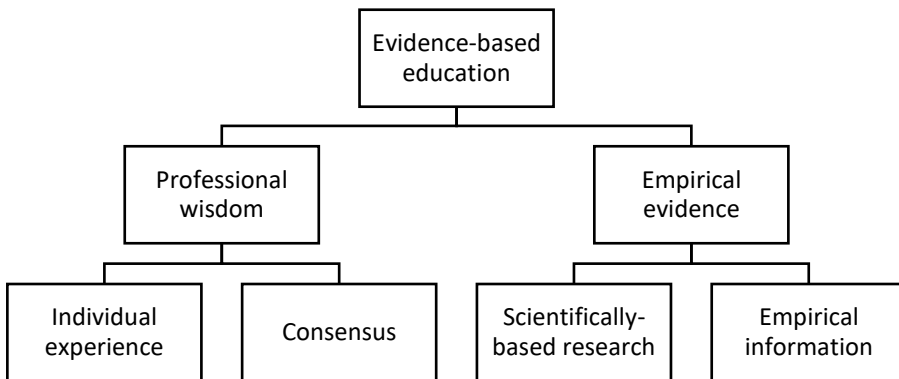 Evidence-based
education
Professional
wisdom
Empirical
evidence
Individual
experience
Consensus
Scientifically-
based research
Empirical
information